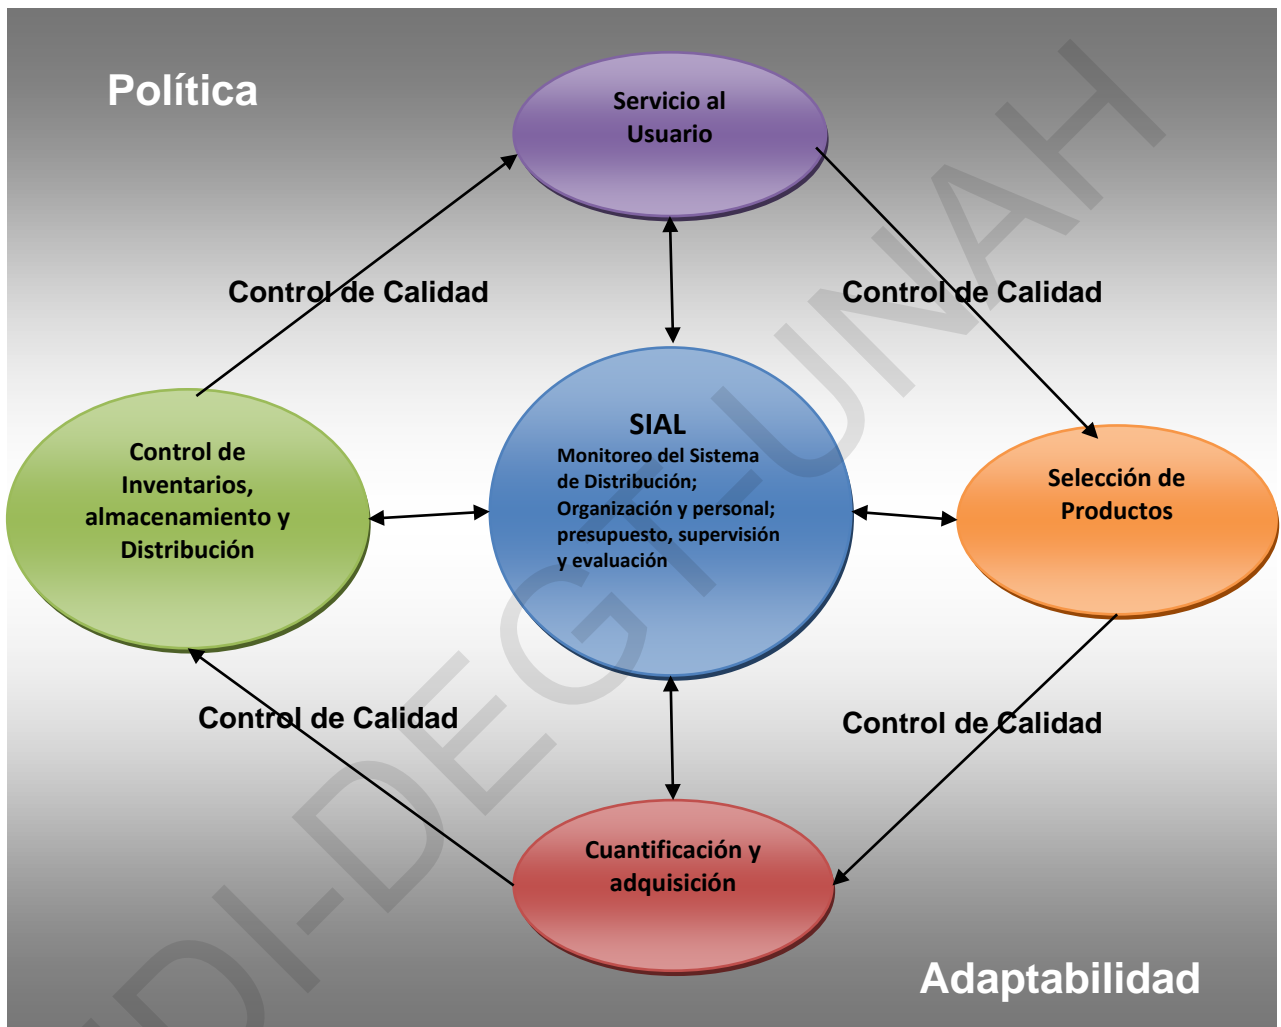 Política
Servicio al
Usuario
Control de Calidad
Control de Calidad
Control de
Inventarios,
almacenamiento y
Distribución
SIAL
Monitoreo del Sistema
de Distribución;
Organización y personal;
presupuesto, supervisión
y evaluación
Selección de
Productos
Control de Calidad
Control de Calidad
Cuantificación y
adquisición
Adaptabilidad
DI-DEGT-UNAH